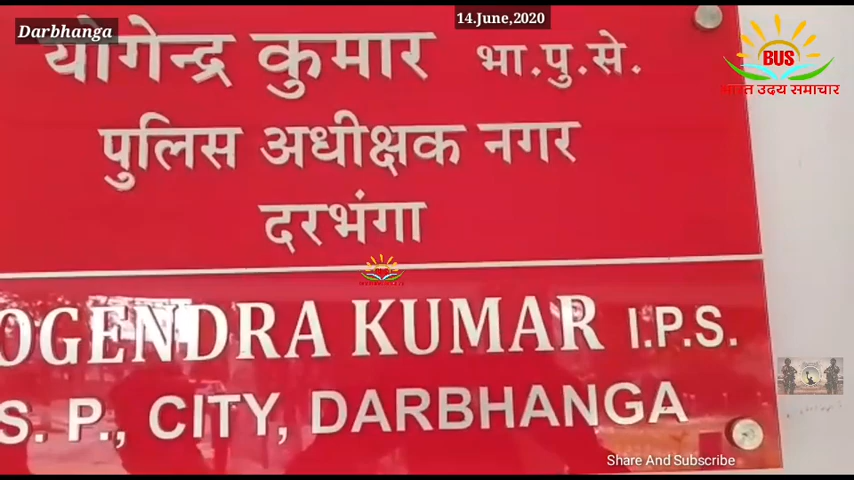 Darbhanga
14.June,2020
योगेन्द्र कुमार भा.पु.से.
BUS
भारत उदय समाचार
पुलिस अधीक्षक नगर
दरभंगा
OGENDRA KUMAR I.P.S.
S. P., CITY, DARBHANGA
Share And Subscribe